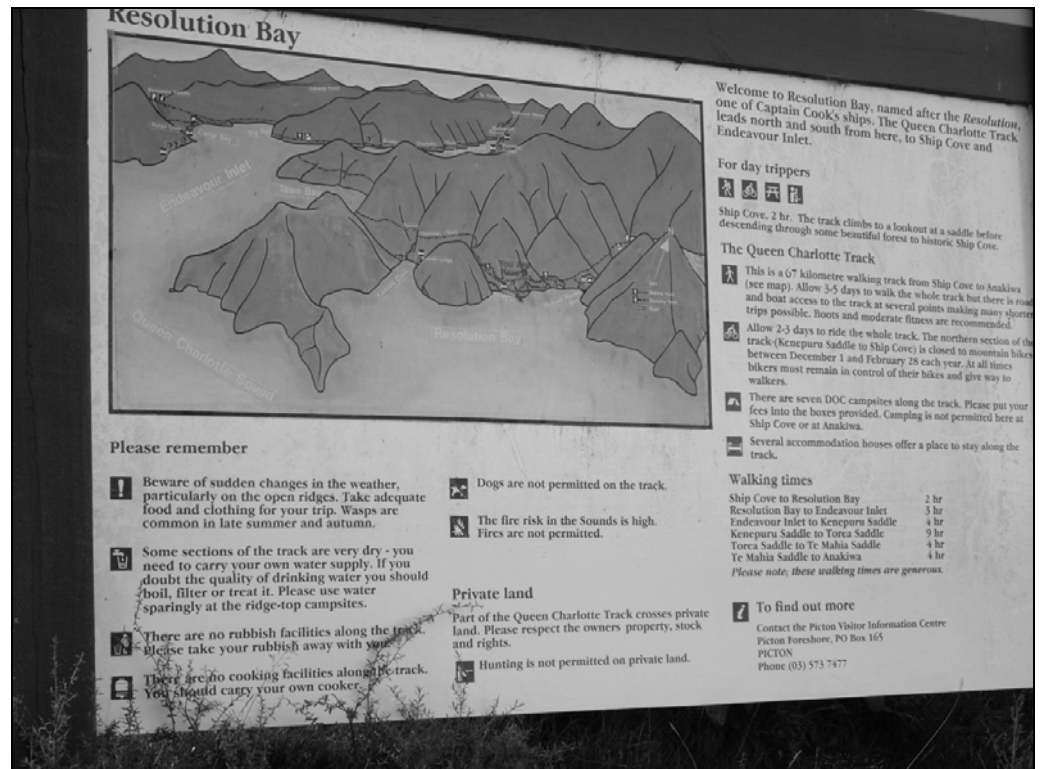 Resolution Bay
Endeavour Inlet
Tawa Bay
You Are
Here
Resolution Bay
Queen Charlotte Sound
Welcome to Resolution Bay, named after the Resolution,
one of Captain Cook's ships. The Queen Charlotte Track
leads north and south from here, to Ship Cove and
Endeavour Inlet.
For day trippers
Ship Cove, 2 hr. The track climbs to a lookout at a saddle before
descending through some beautiful forest to historic Ship Cove.
The Queen Charlotte Track
This is a 67 kilometre walking track from Ship Cove to Anakiwa
(see map). Allow 3-5 days to walk the whole track but there is road
and boat access to the track at several points making many shorter
trips possible. Boots and moderate fitness are recommended.
Allow 2-3 days to ride the whole track. The northern section of the
track (Kenepuru Saddle to Ship Cove) is closed to mountain bikes
between December 1 and February 28 each year. At all times
bikers must remain in control of their bikes and give way to
walkers.
There are seven DOC campsites along the track. Please put your
fees into the boxes provided. Camping is not permitted here at
Ship Cove or at Anakiwa.
Several accommodation houses offer a place to stay along the
track.
Walking times
Ship Cove to Resolution Bay 2 hr
Resolution Bay to Endeavour Inlet 3 hr
Endeavour Inlet to Kenepuru Saddle 4 hr
Kenepuru Saddle to Torea Saddle 9 hr
Torea Saddle to Te Mahia Saddle 4 hr
Te Mahia Saddle to Anakiwa 4 hr
Please note, these walking times are generous.
To find out more
Contact the Picton Visitor Information Centre
Picton Foreshore, PO Box 165
PICTON
Phone (03) 573 7477
Please remember
Beware of sudden changes in the weather,
particularly on the open ridges. Take adequate
food and clothing for your trip. Wasps are
common in late summer and autumn.
Some sections of the track are very dry - you
need to carry your own water supply. If you
doubt the quality of drinking water you should
boil, filter or treat it. Please use water
sparingly at the ridge-top campsites.
There are no rubbish facilities along the track.
Please take your rubbish away with you.
There are no cooking facilities along the track.
You should carry your own cooker.
Dogs are not permitted on the track.
The fire risk in the Sounds is high.
Fires are not permitted.
Private land
Part of the Queen Charlotte Track crosses private
land. Please respect the owners property, stock
and rights.
Hunting is not permitted on private land.